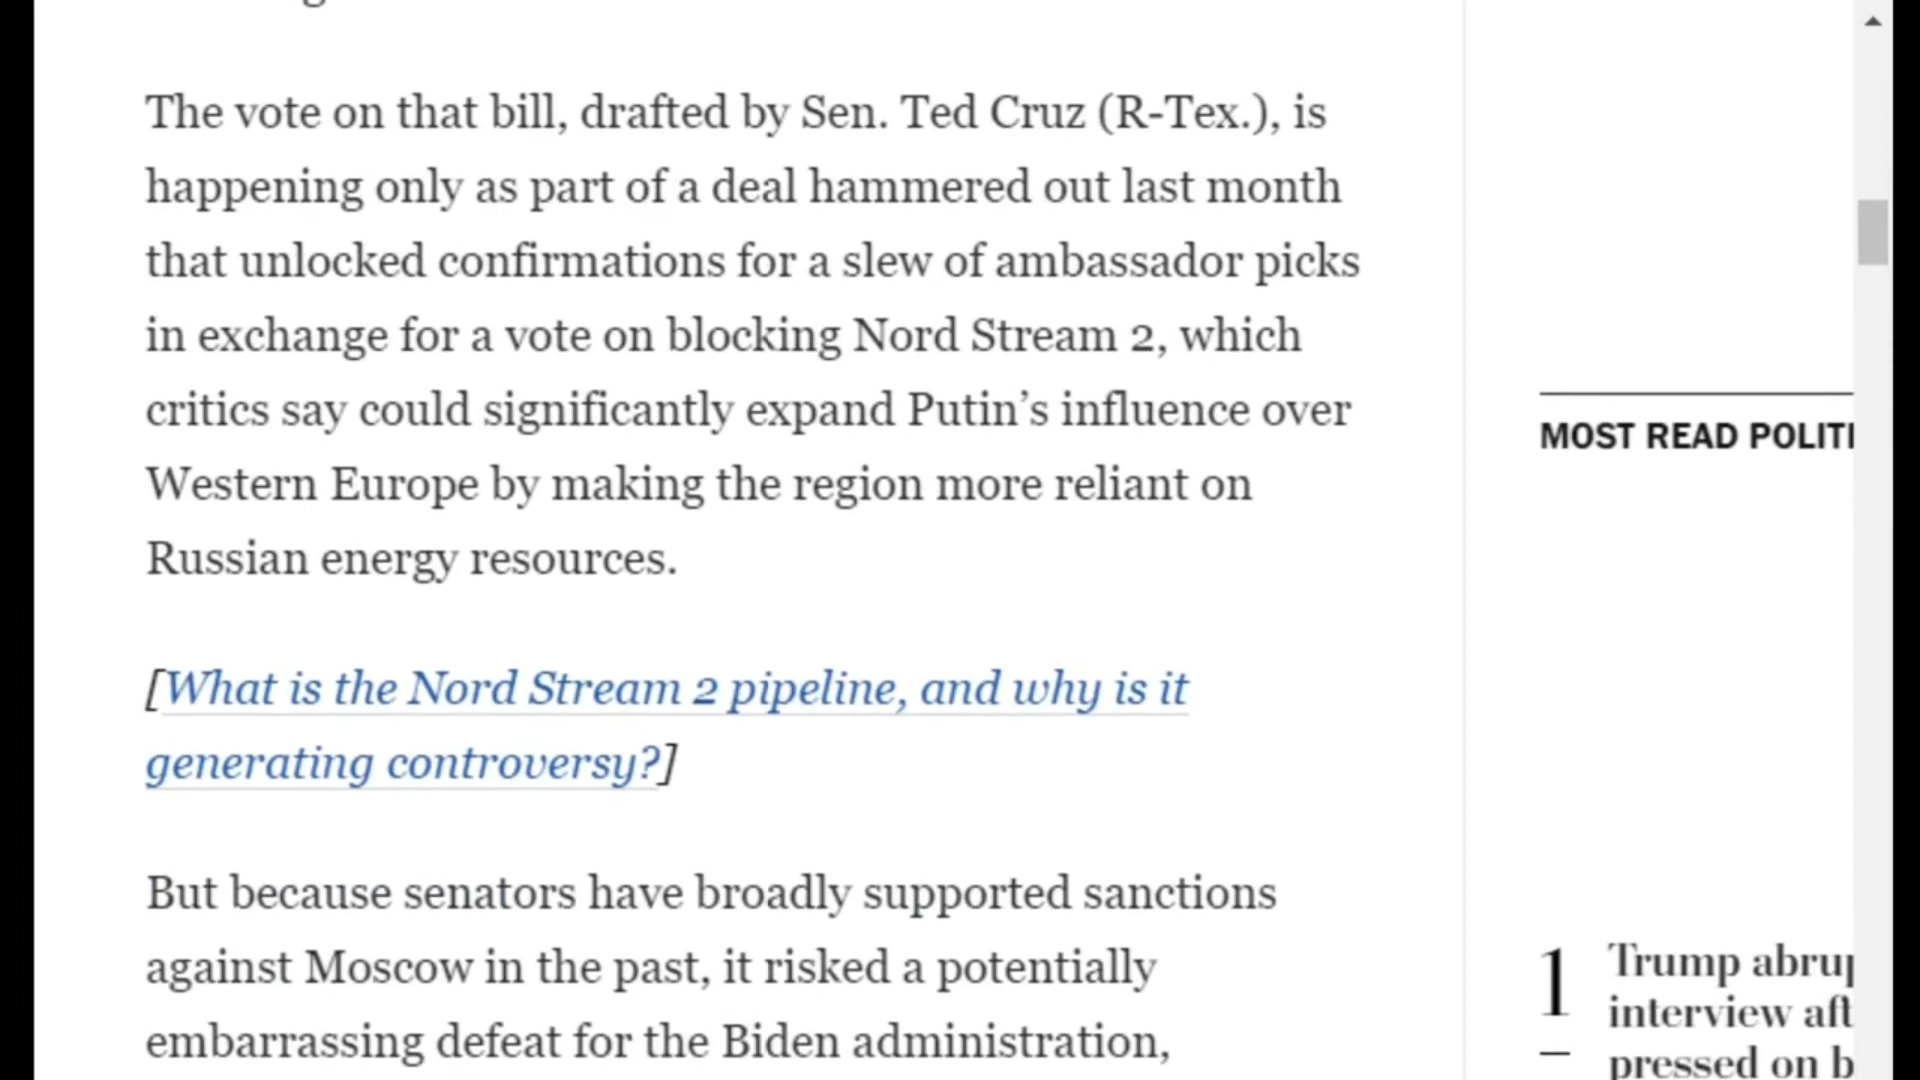 The vote on that bill, drafted by Sen. Ted Cruz (R-Tex.), is
happening only as part of a deal hammered out last month
that unlocked confirmations for a slew of ambassador picks
in exchange for a vote on blocking Nord Stream 2, which
critics say could significantly expand Putin’s influence over
Western Europe by making the region more reliant on
Russian energy resources.
[What is the Nord Stream 2 pipeline, and why is it
generating controversy?]
But because senators have broadly supported sanctions
against Moscow in the past, it risked a potentially
embarrassing defeat for the Biden administration,
MOST READ
1
Trump
interview
pressed on